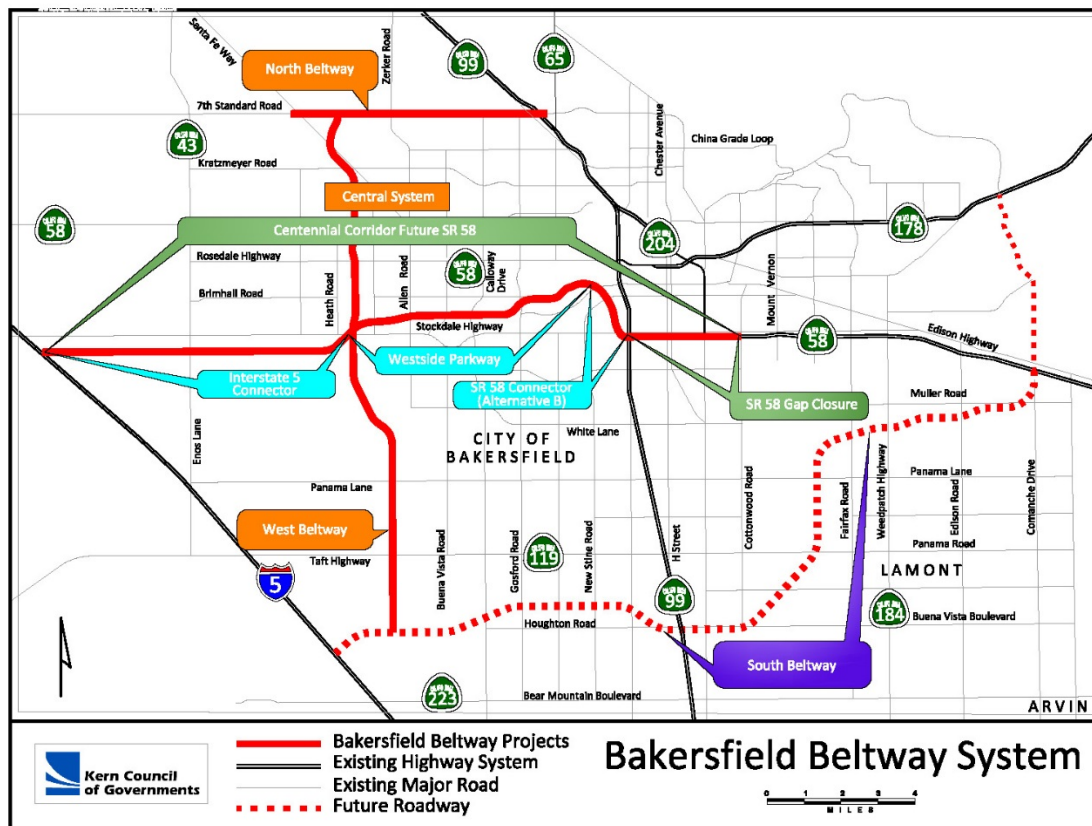 Santa Fe Way
Zerker Road
99
65
North Beltway
7th Standard Road
43
Chester Avenue
China Grade Loop
Kratzmeyer Road
Central System
58
178
Centennial Corridor Future SR 58
204
Rosedale Highway
58
Calloway
Drive
Allen Road
Heath Road
Mount Vernon
Brimhall Road
Stockdale Highway
Edison Highway
58
Westside Parkway
Interstate 5
Connector
SR 58 Connector
(Alternative B)
SR 58 Gap Closure
Muller Road
Enos Lane
CITY OF
BAKERSFIELD
White Lane
Panama Lane
Panama Lane
Cottonwood Road
Fairfax Road
Weedpatch Highway
Edison Road
Comanche Drive
West Beltway
Taft Highway
Buena Vista Road
Gosford Road
119
New Stine Road
H Street
Panama Road
LAMONT
5
99
184
Buena Vista Boulevard
Houghton Road
South Beltway
223
Bear Mountain Boulevard
ARVIN
Kern Council
of Governments
Bakersfield Beltway Projects
Existing Highway System
Existing Major Road
Future Roadway
Bakersfield Beltway System
0 1 2 3 4
MILES